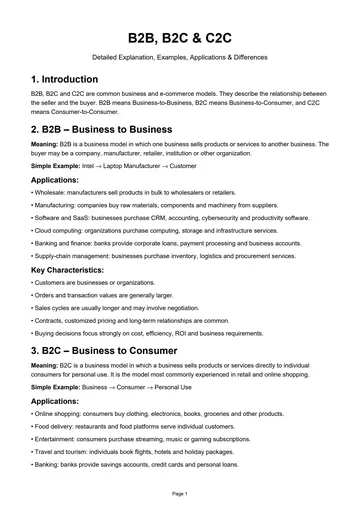 B2B, B2C & C2C
Detailed Explanation, Examples, Applications & Differences
1. Introduction
B2B, B2C and C2C are common business and e-commerce models. They describe the relationship between
the seller and the buyer. B2B means Business-to-Business, B2C means Business-to-Consumer, and C2C
means Consumer-to-Consumer.
2. B2B – Business to Business
Meaning: B2B is a business model in which one business sells products or services to another business. The
buyer may be a company, manufacturer, retailer, institution or other organization.
Simple Example: Intel → Laptop Manufacturer → Customer
Applications:
• Wholesale: manufacturers sell products in bulk to wholesalers or retailers.
• Manufacturing: companies buy raw materials, components and machinery from suppliers.
• Software and SaaS: businesses purchase CRM, accounting, cybersecurity and productivity software.
• Cloud computing: organizations purchase computing, storage and infrastructure services.
• Banking and finance: banks provide corporate loans, payment processing and business accounts.
• Supply-chain management: businesses purchase inventory, logistics and procurement services.
Key Characteristics:
• Customers are businesses or organizations.
• Orders and transaction values are generally larger.
• Sales cycles are usually longer and may involve negotiation.
• Contracts, customized pricing and long-term relationships are common.
• Buying decisions focus strongly on cost, efficiency, ROI and business requirements.
3. B2C – Business to Consumer
Meaning: B2C is a business model in which a business sells products or services directly to individual
consumers for personal use. It is the model most commonly experienced in retail and online shopping.
Simple Example: Business → Consumer → Personal Use
Applications:
• Online shopping: consumers buy clothing, electronics, books, groceries and other products.
• Food delivery: restaurants and food platforms serve individual customers.
• Entertainment: consumers purchase streaming, music or gaming subscriptions.
• Travel and tourism: individuals book flights, hotels and holiday packages.
• Banking: banks provide savings accounts, credit cards and personal loans.
Page 1